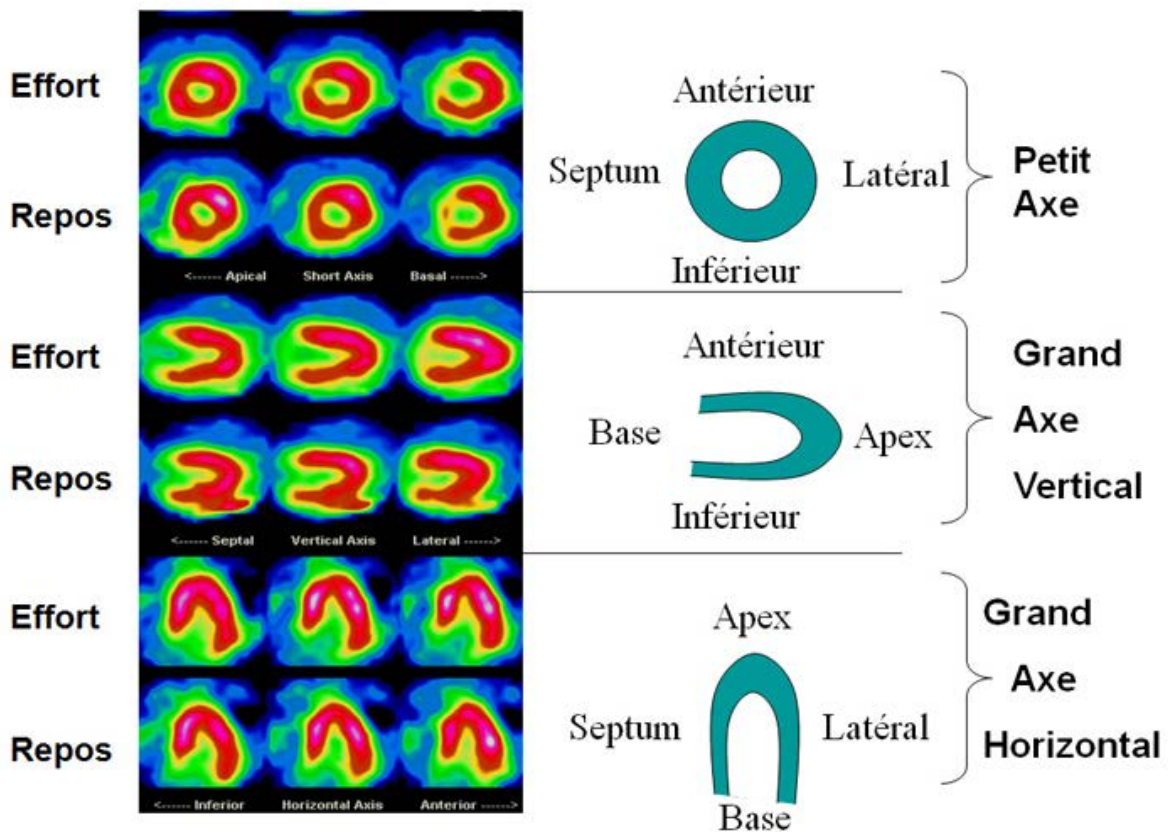 Effort
Repos
<------ Apical Short Axis Basal ------>
Antérieur
Septum Latéral
Inférieur
Petit
Axe
Effort
Repos
<------ Septal Vertical Axis Lateral ------>
Antérieur
Base Apex
Inférieur
Grand
Axe
Vertical
Effort
Repos
<------ Inferior Horizontal Axis Anterior ------>
Apex
Septum Latéral
Base
Grand
Axe
Horizontal